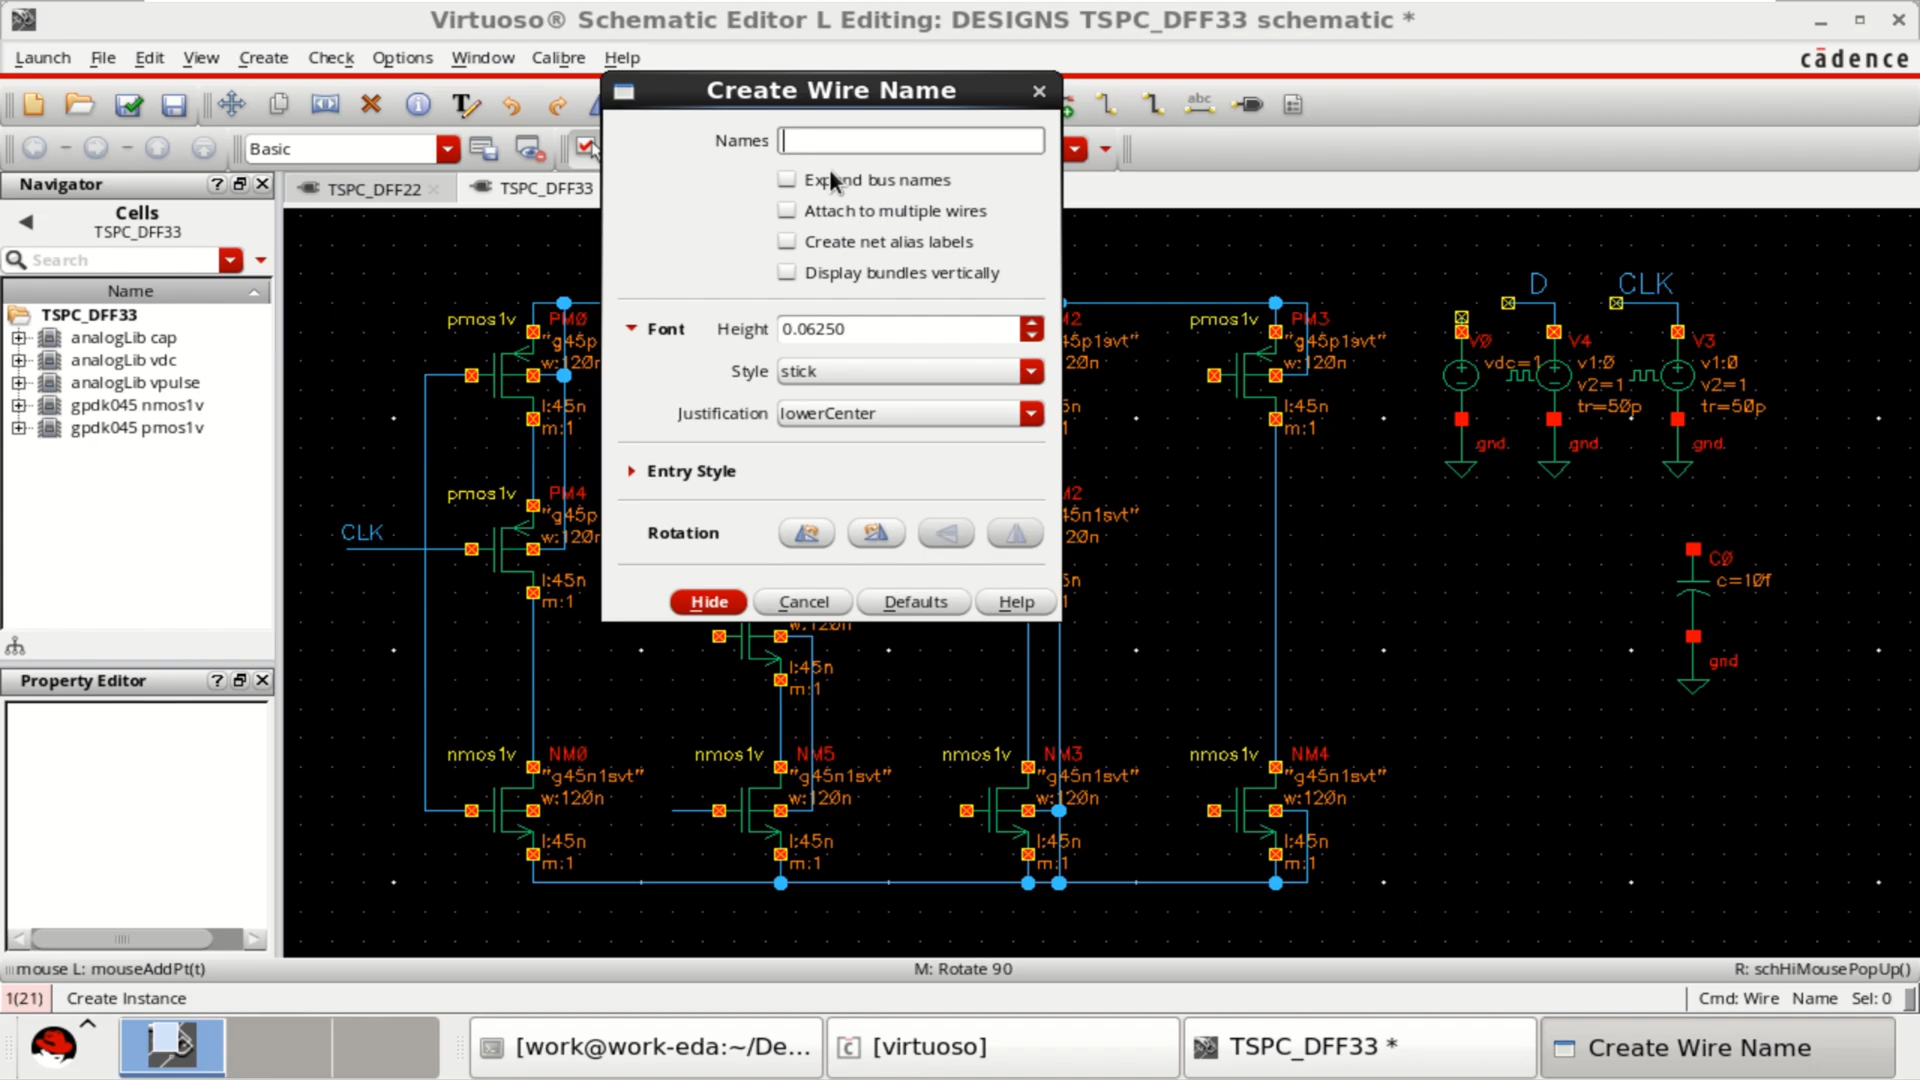 Virtuoso® Schematic Editor L Editing: DESIGNS TSPC_DFF33 schematic *
Launch File Edit View Create Check Options Window Calibre Help
cādence
Create Wire Name
abc
Basic
Names
Navigator
TSPC_DFF22
TSPC_DFF33
Expand bus names
Attach to multiple wires
Create net alias labels
Display bundles vertically
Cells
TSPC_DFF33
Search
Name
TSPC_DFF33
analogLib cap
analogLib vdc
analogLib vpulse
gpdk045 nmos1v
gpdk045 pmos1v
Font
Height 0.06250
Style stick
Justification lowerCenter
Entry Style
Rotation
Hide Cancel Defaults Help
D CLK
pmos1v PM0
"g45p
w:120n
l:45n
m:1
pmos1v PM3
"g45p1svt"
w:120n
l:45n
m:1
V0
vdc=1
gnd
V4
v1:0
v2=1
tr=50p
gnd
V3
v1:0
v2=1
tr=50p
gnd
pmos1v PM4
"g45p
w:120n
l:45n
m:1
CLK
C0
c=10f
gnd
w:120n
l:45n
m:1
nmos1v NM0
"g45n1svt"
w:120n
l:45n
m:1
nmos1v NM5
"g45n1svt"
w:120n
l:45n
m:1
nmos1v NM3
"g45n1svt"
w:120n
l:45n
m:1
nmos1v NM4
"g45n1svt"
w:120n
l:45n
m:1
Property Editor
mouse L: mouseAddPt(t)
M: Rotate 90
R: schHiMousePopUp()
1(21) Create Instance
Cmd: Wire Name Sel: 0
[work@work-eda:~/De...
[virtuoso]
TSPC_DFF33 *
Create Wire Name